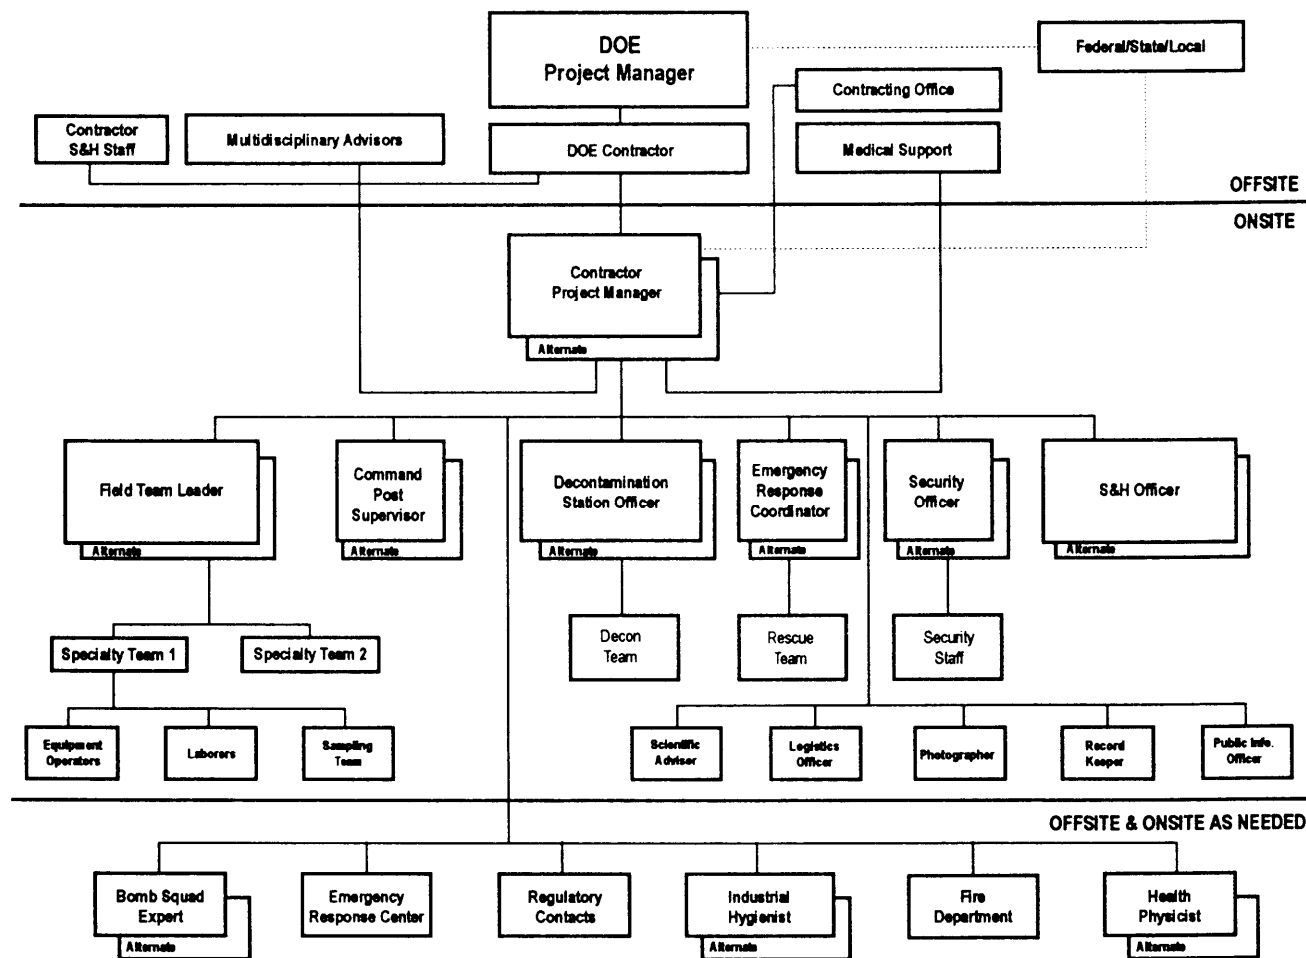 DOE
Project Manager
Federal/State/Local
Contracting Office
Contractor
S&H Staff
Multidisciplinary Advisors
DOE Contractor
Medical Support
OFFSITE
ONSITE
Contractor
Project Manager
Alternate
Field Team Leader
Alternate
Command
Post
Supervisor
Alternate
Decontamination
Station Officer
Alternate
Emergency
Response
Coordinator
Alternate
Security
Officer
Alternate
S&H Officer
Alternate
Decon
Team
Rescue
Team
Security
Staff
Specialty Team 1
Specialty Team 2
Equipment
Operators
Laborers
Sampling
Team
Scientific
Adviser
Logistics
Officer
Photographer
Record
Keeper
Public Info.
Officer
OFFSITE & ONSITE AS NEEDED
Bomb Squad
Expert
Alternate
Emergency
Response Center
Regulatory
Contacts
Industrial
Hygienist
Alternate
Fire
Department
Health
Physicist
Alternate